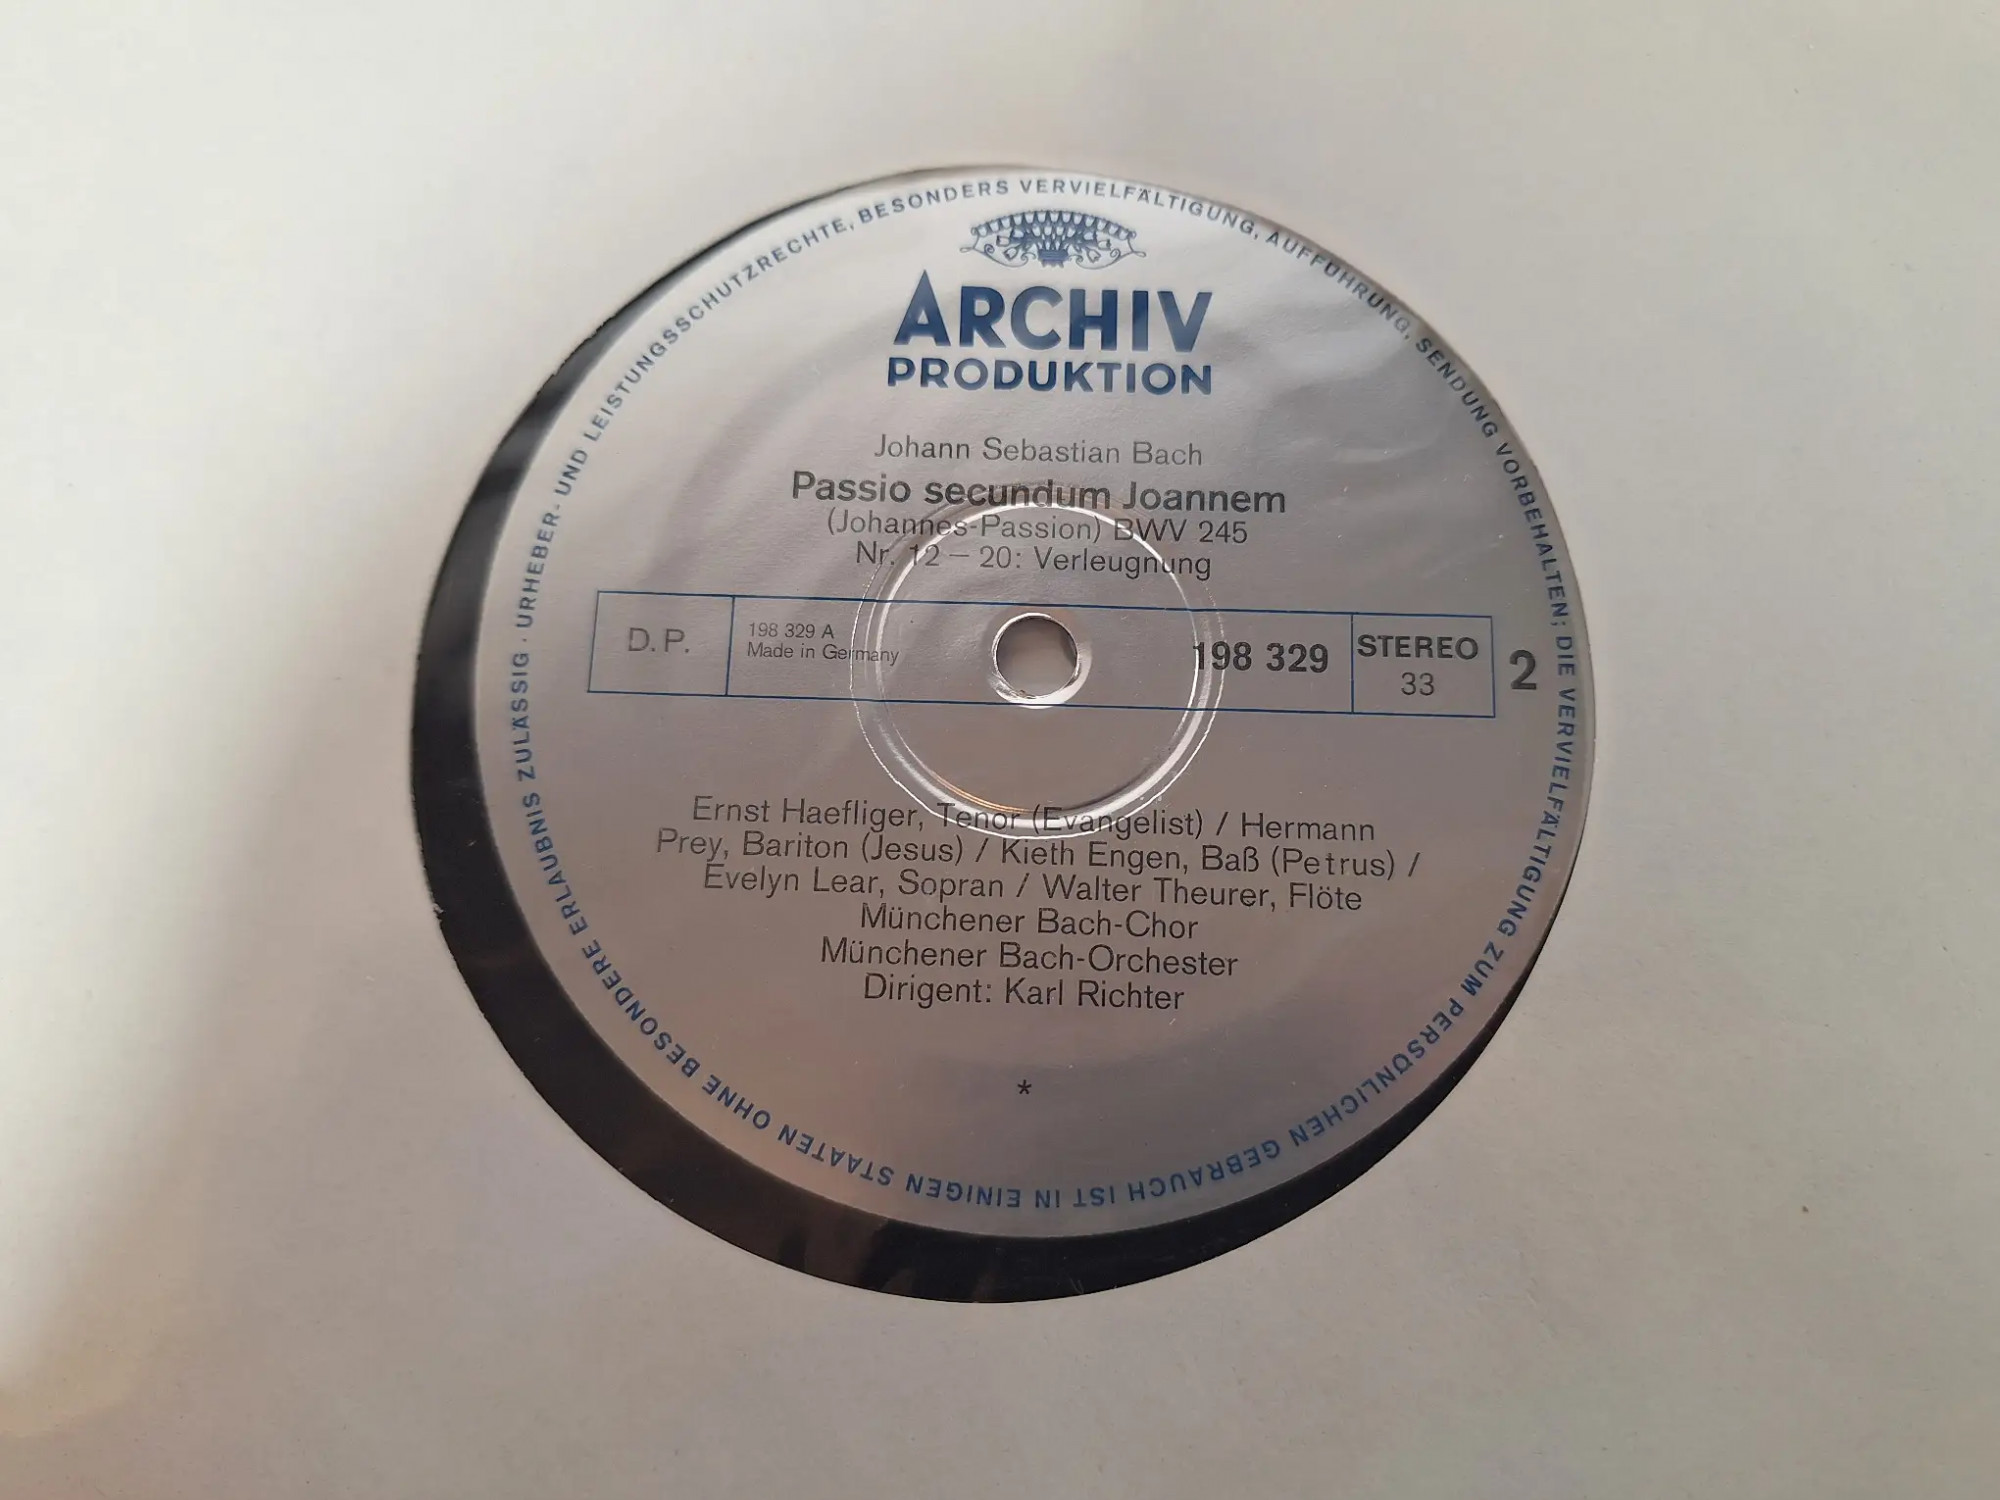 URHEBER- UND LEISTUNGSSCHUTZRECHTE, BESONDERS VERVIELFÄLTIGUNG, AUFFÜHRUNG, SENDUNG VORBEHALTEN; DIE VERVIELFÄLTIGUNG ZUM PERSÖNLICHEN GEBRAUCH IST IN EINIGEN STAATEN OHNE BESONDERE ERLAUBNIS ZULÄSSIG ·
ARCHIV
PRODUKTION
Johann Sebastian Bach
Passio secundum Joannem
(Johannes-Passion) BWV 245
Nr. 12 – 20: Verleugnung
D. P.
198 329 A
Made in Germany
198 329
STEREO
33
2
Ernst Haefliger, Tenor (Evangelist) / Hermann
Prey, Bariton (Jesus) / Kieth Engen, Baß (Petrus) /
Evelyn Lear, Sopran / Walter Theurer, Flöte
Münchener Bach-Chor
Münchener Bach-Orchester
Dirigent: Karl Richter
*